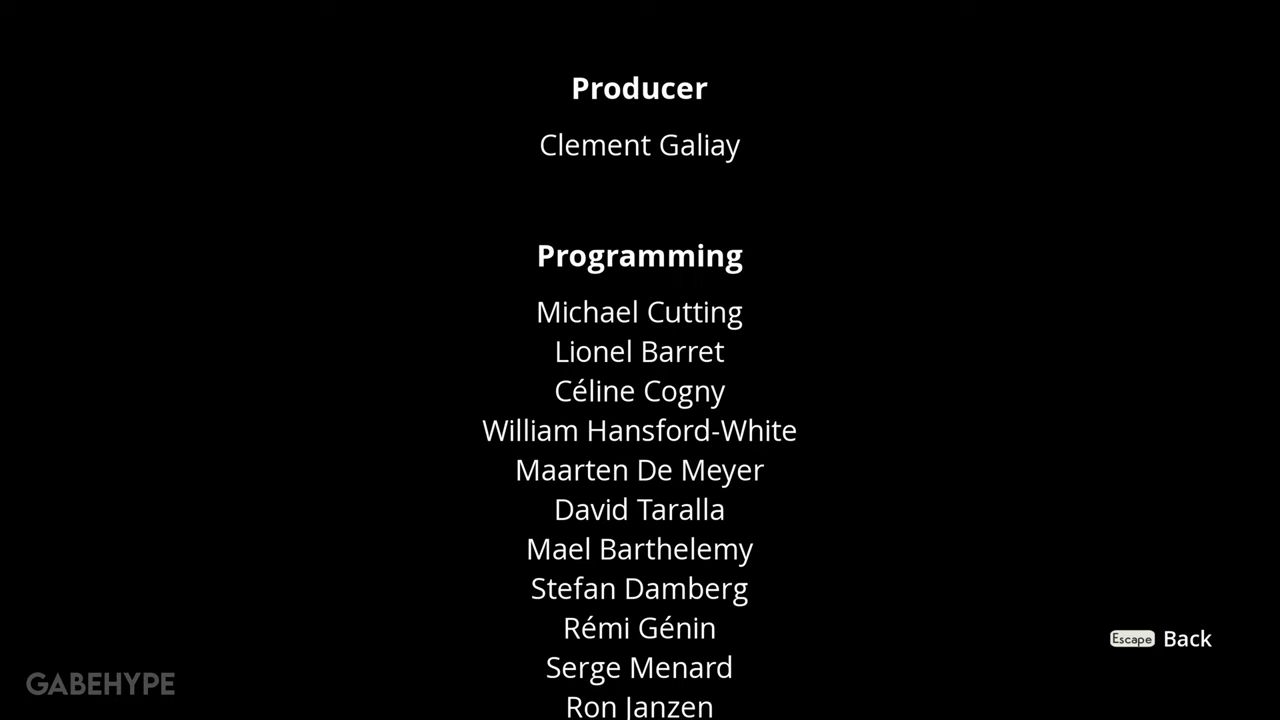 Producer
Clement Galiay
Programming
Michael Cutting
Lionel Barret
Céline Cogny
William Hansford-White
Maarten De Meyer
David Taralla
Mael Barthelemy
Stefan Damberg
Rémi Génin
Escape Back
Serge Menard
GABEHYPE
Ron Janzen